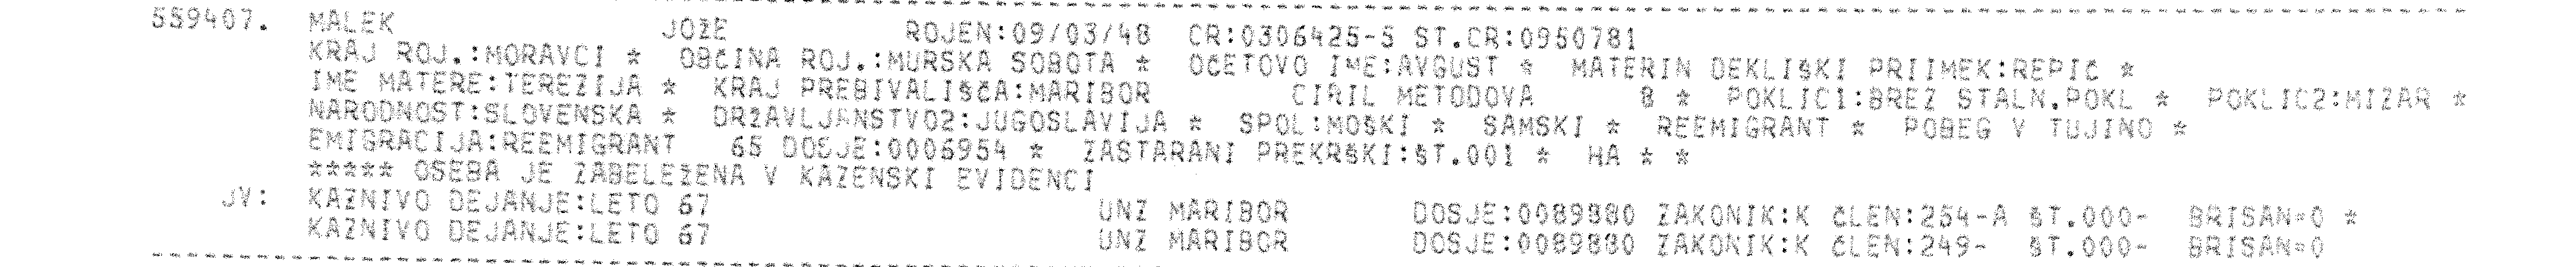 559407. MALEK JOŽE ROJEN:09/03/48 CR:0306425-5 ST.CR:0950781
KRAJ ROJ.:MORAVCI * OBČINA ROJ.:MURSKA SOBOTA * OČETOVO IME:AVGUST * MATERIN DEKLIŠKI PRIIMEK:REPIČ *
IME MATERE:TEREZIJA * KRAJ PREBIVALIŠČA:MARIBOR CIRIL METODOVA 8 * POKLIC1:BREZ STALN.POKL * POKLIC2:MIZAR *
NARODNOST:SLOVENSKA * DRŽAVLJANSTVO2:JUGOSLAVIJA * SPOL:MOŠKI * SAMSKI * REEMIGRANT * POBEG V TUJINO *
EMIGRACIJA:REEMIGRANT 65 DOSJE:0006954 * ZASTARANI PREKRŠKI:ŠT.001 * HA * *
***** OSEBA JE ZABELEŽENA V KAZENSKI EVIDENCI
JV: KAZNIVO DEJANJE:LETO 67 UNZ MARIBOR DOSJE:0089880 ZAKONIK:K ČLEN:254-A ŠT.000- BRISAN=0 *
KAZNIVO DEJANJE:LETO 67 UNZ MARIBOR DOSJE:0089880 ZAKONIK:K ČLEN:249- ŠT.000- BRISAN=0